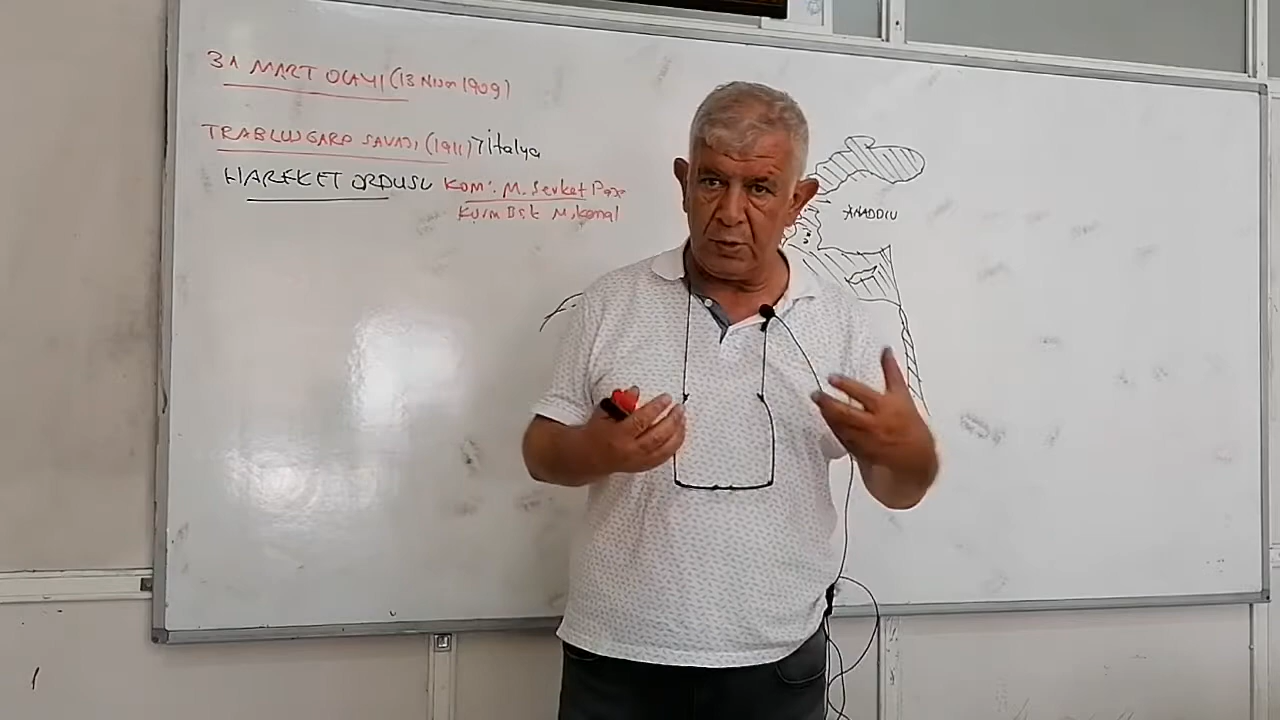 31 MART OLAYI (13 Nisan 1909)
TRABLUSGARP SAVAŞI (1911) → İtalya
HAREKET ORDUSU Kom: M. Şevket Paşa
Kurm Bşk M. Kemal
ANADOLU